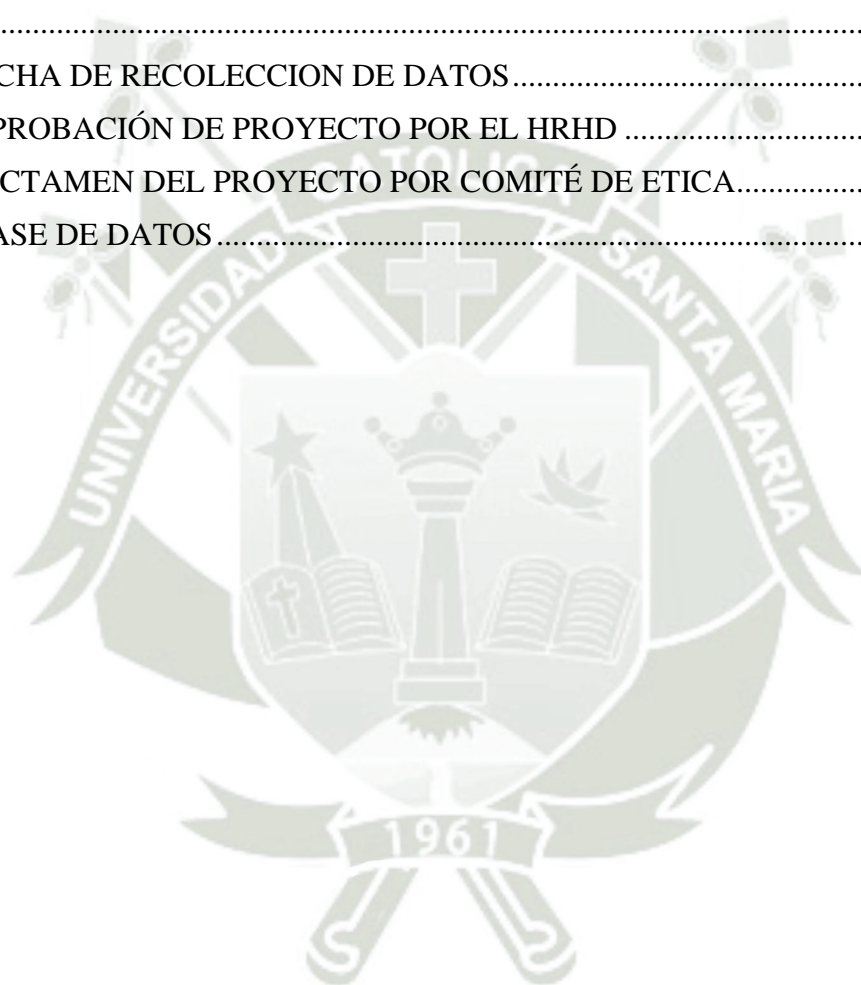 ....................................................................................................
CHA DE RECOLECCION DE DATOS..........................................
PROBACIÓN DE PROYECTO POR EL HRHD ............................
CTAMEN DEL PROYECTO POR COMITÉ DE ETICA...............
ASE DE DATOS...............................................................................
UNIVERSIDAD CATOLICA SANTA MARIA
1961